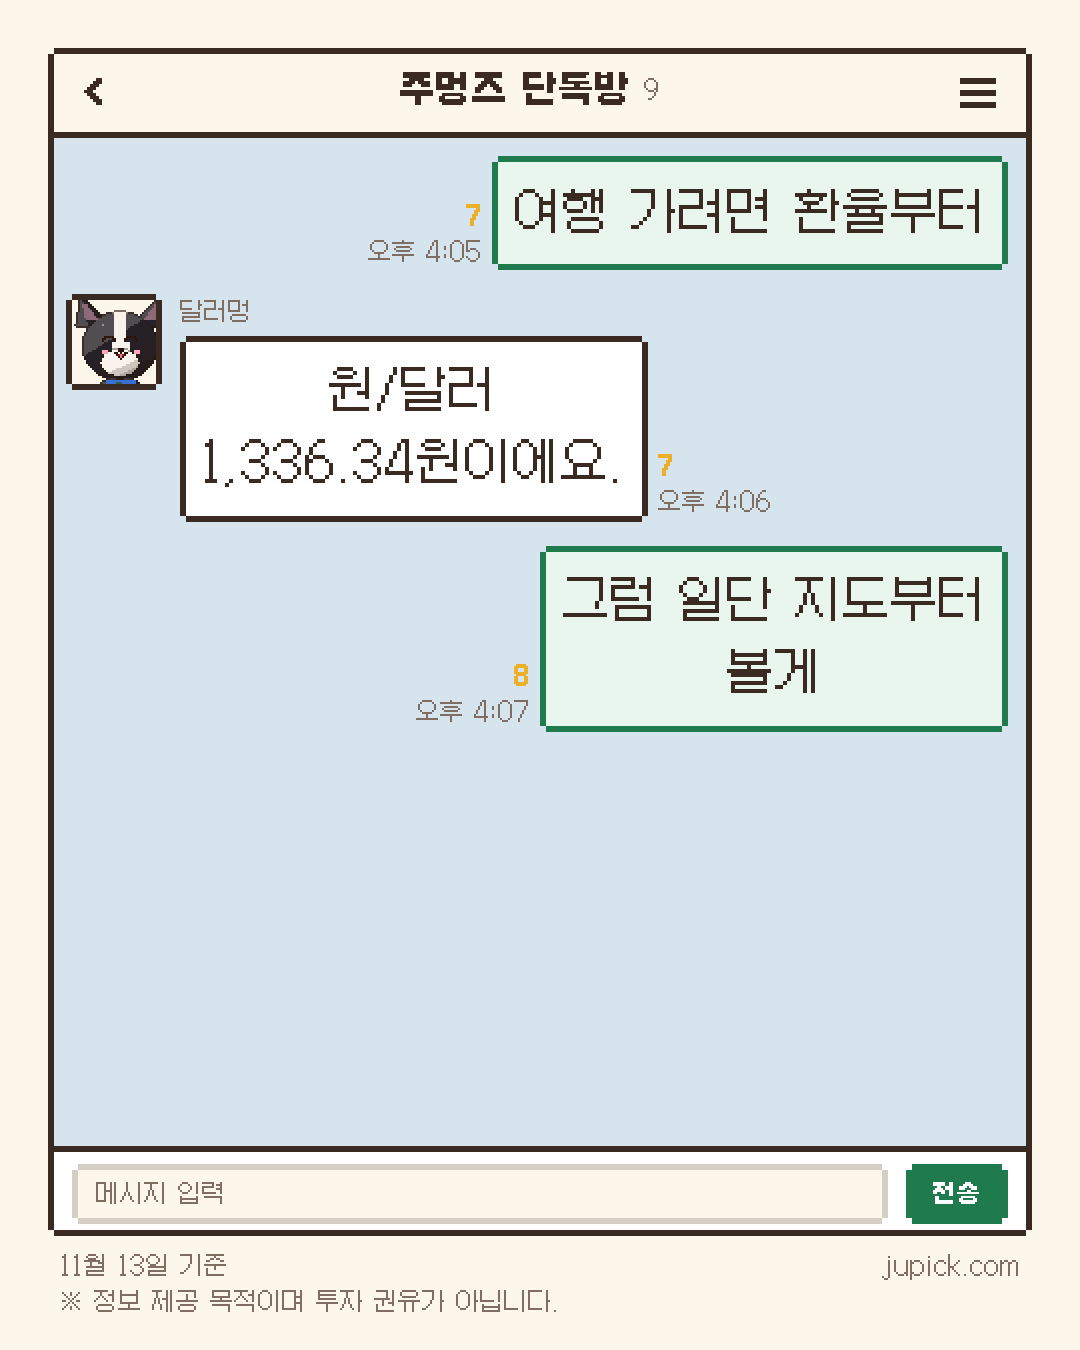 주멍즈 단독방 9
여행 가려면 환율부터
7
오후 4:05
달러멍
원/달러
1,336.34원이에요.
7
오후 4:06
그럼 일단 지도부터
볼게
8
오후 4:07
메시지 입력
전송
11월 13일 기준
jupick.com
※ 정보 제공 목적이며 투자 권유가 아닙니다.